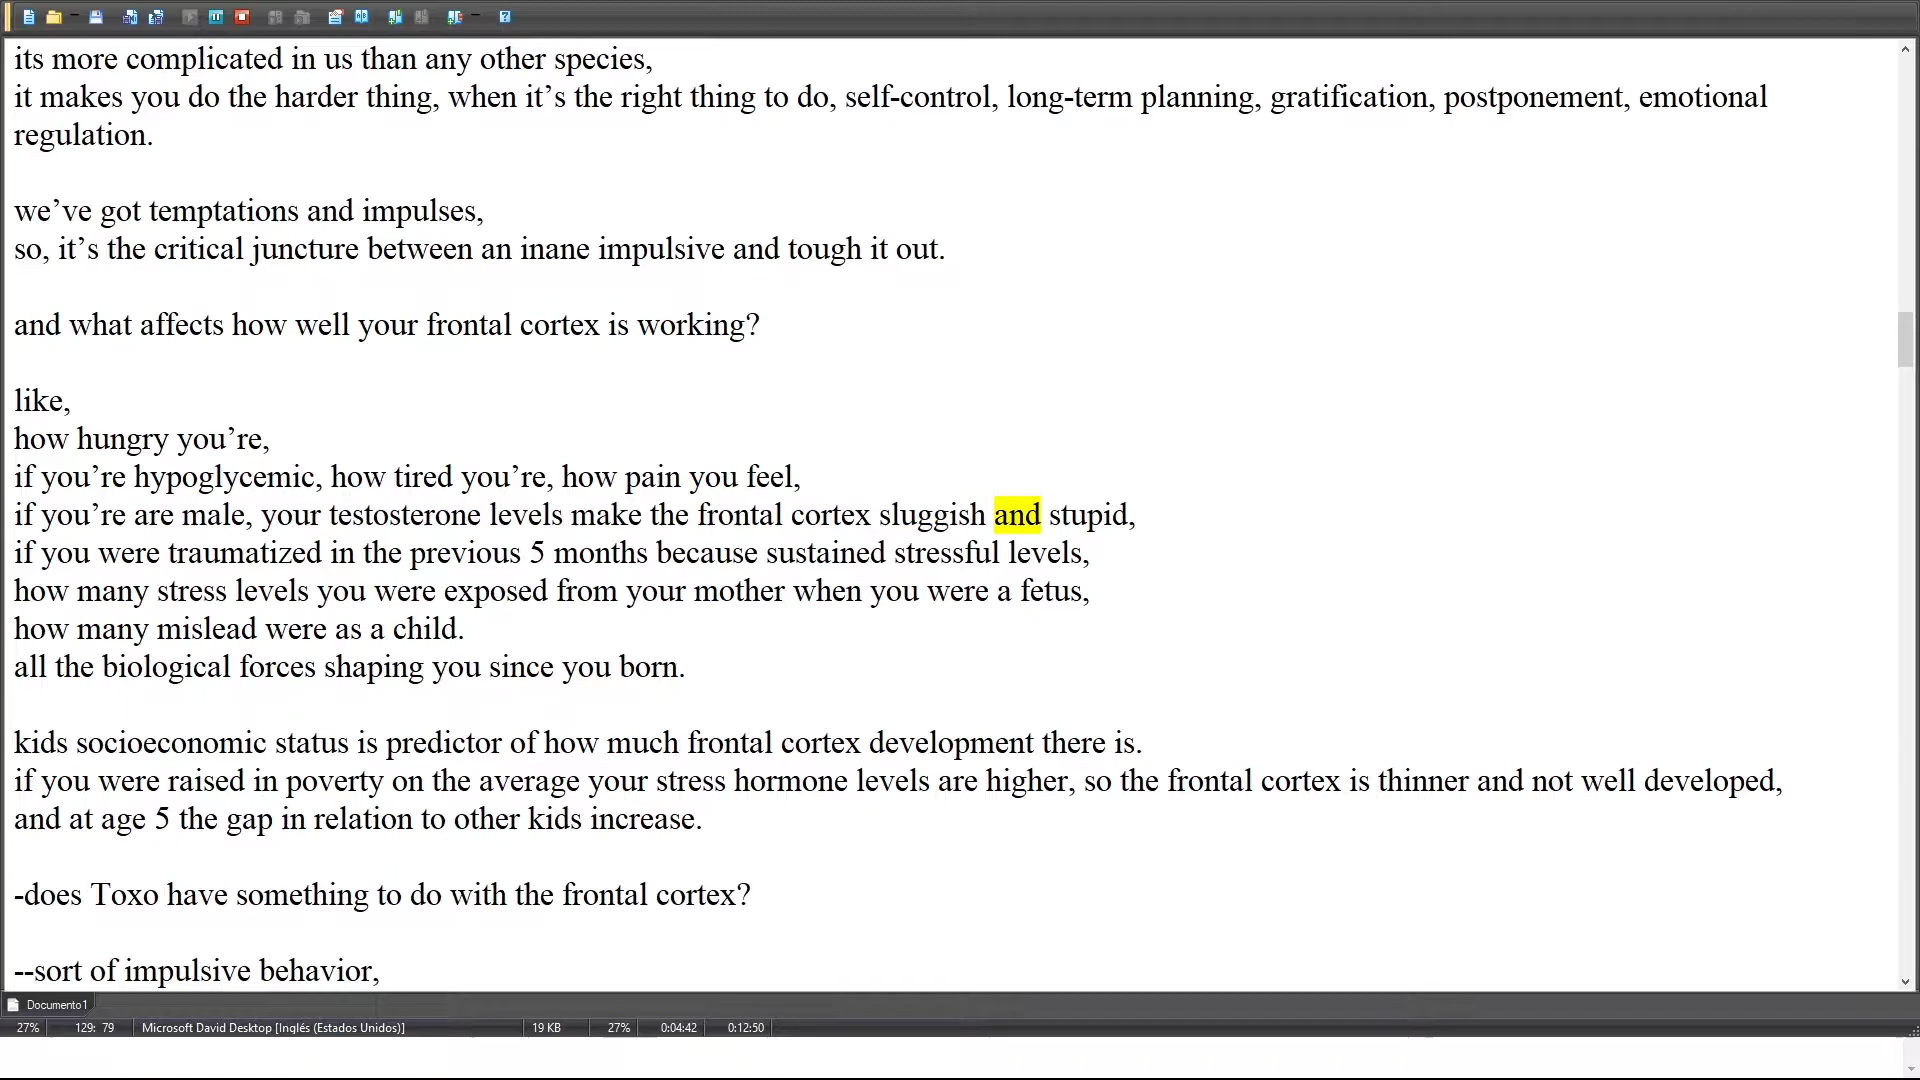 its more complicated in us than any other species,
it makes you do the harder thing, when it’s the right thing to do, self-control, long-term planning, gratification, postponement, emotional
regulation.
we’ve got temptations and impulses,
so, it’s the critical juncture between an inane impulsive and tough it out.
and what affects how well your frontal cortex is working?
like,
how hungry you’re,
if you’re hypoglycemic, how tired you’re, how pain you feel,
if you’re are male, your testosterone levels make the frontal cortex sluggish and stupid,
if you were traumatized in the previous 5 months because sustained stressful levels,
how many stress levels you were exposed from your mother when you were a fetus,
how many mislead were as a child.
all the biological forces shaping you since you born.
kids socioeconomic status is predictor of how much frontal cortex development there is.
if you were raised in poverty on the average your stress hormone levels are higher, so the frontal cortex is thinner and not well developed,
and at age 5 the gap in relation to other kids increase.
-does Toxo have something to do with the frontal cortex?
--sort of impulsive behavior,
Documento1
27% 129: 79 Microsoft David Desktop [Inglés (Estados Unidos)] 19 KB 27% 0:04:42 0:12:50